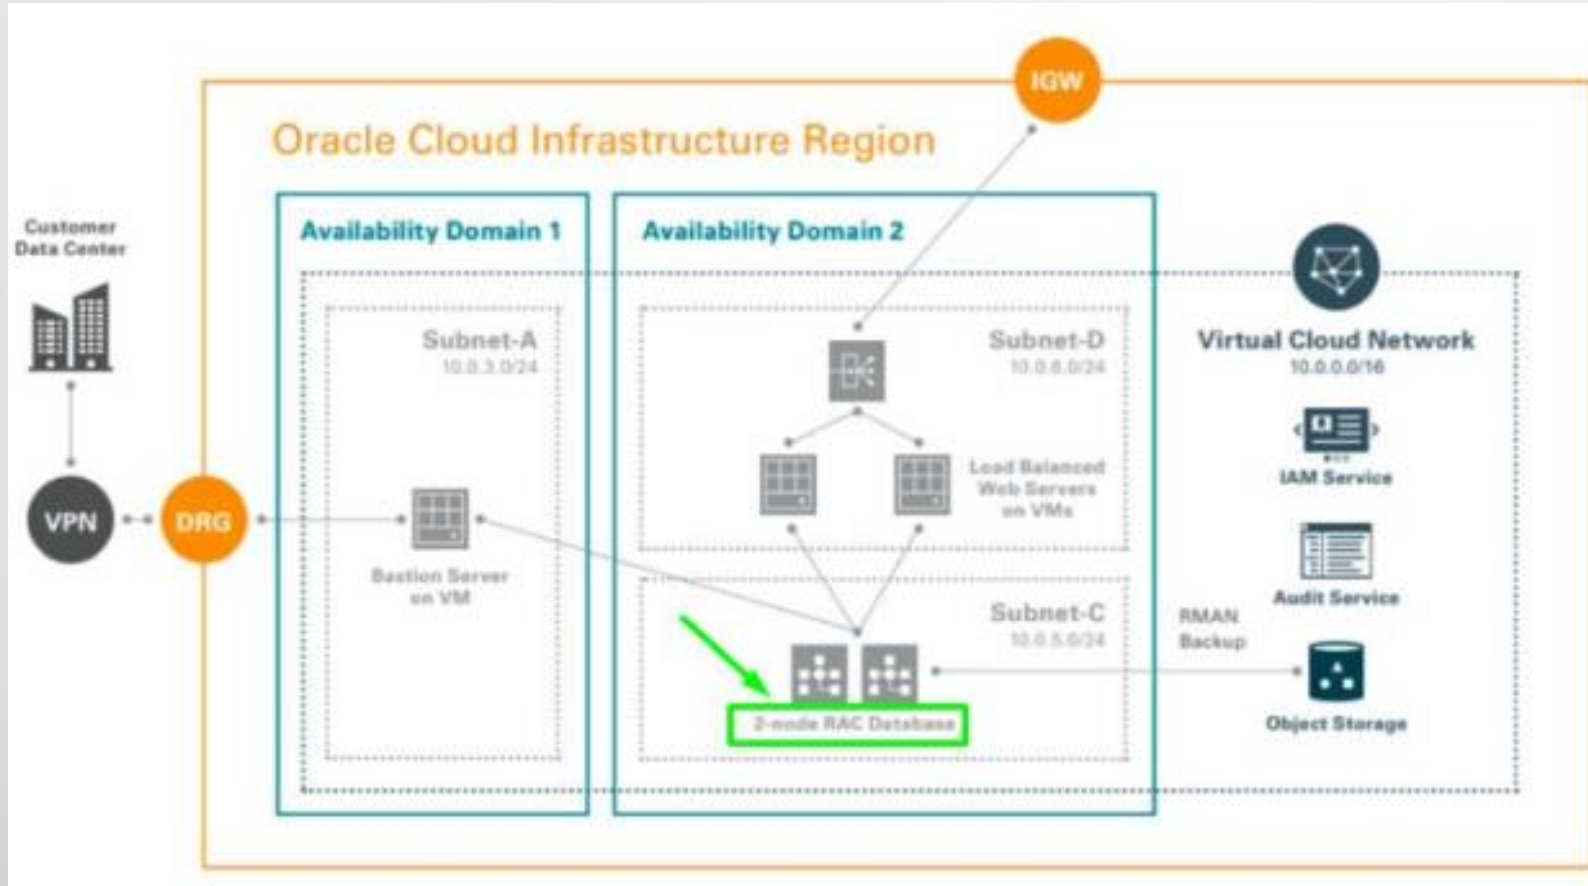 IGW
Oracle Cloud Infrastructure Region
Customer
Data Center
Availability Domain 1
Availability Domain 2
Subnet-A
10.0.3.0/24
Subnet-D
10.0.6.0/24
Virtual Cloud Network
10.0.0.0/16
IAM Service
Load Balanced
Web Servers
on VMs
VPN
DRG
Bastion Server
on VM
Audit Service
Subnet-C
10.0.5.0/24
RMAN
Backup
2-node RAC Database
Object Storage